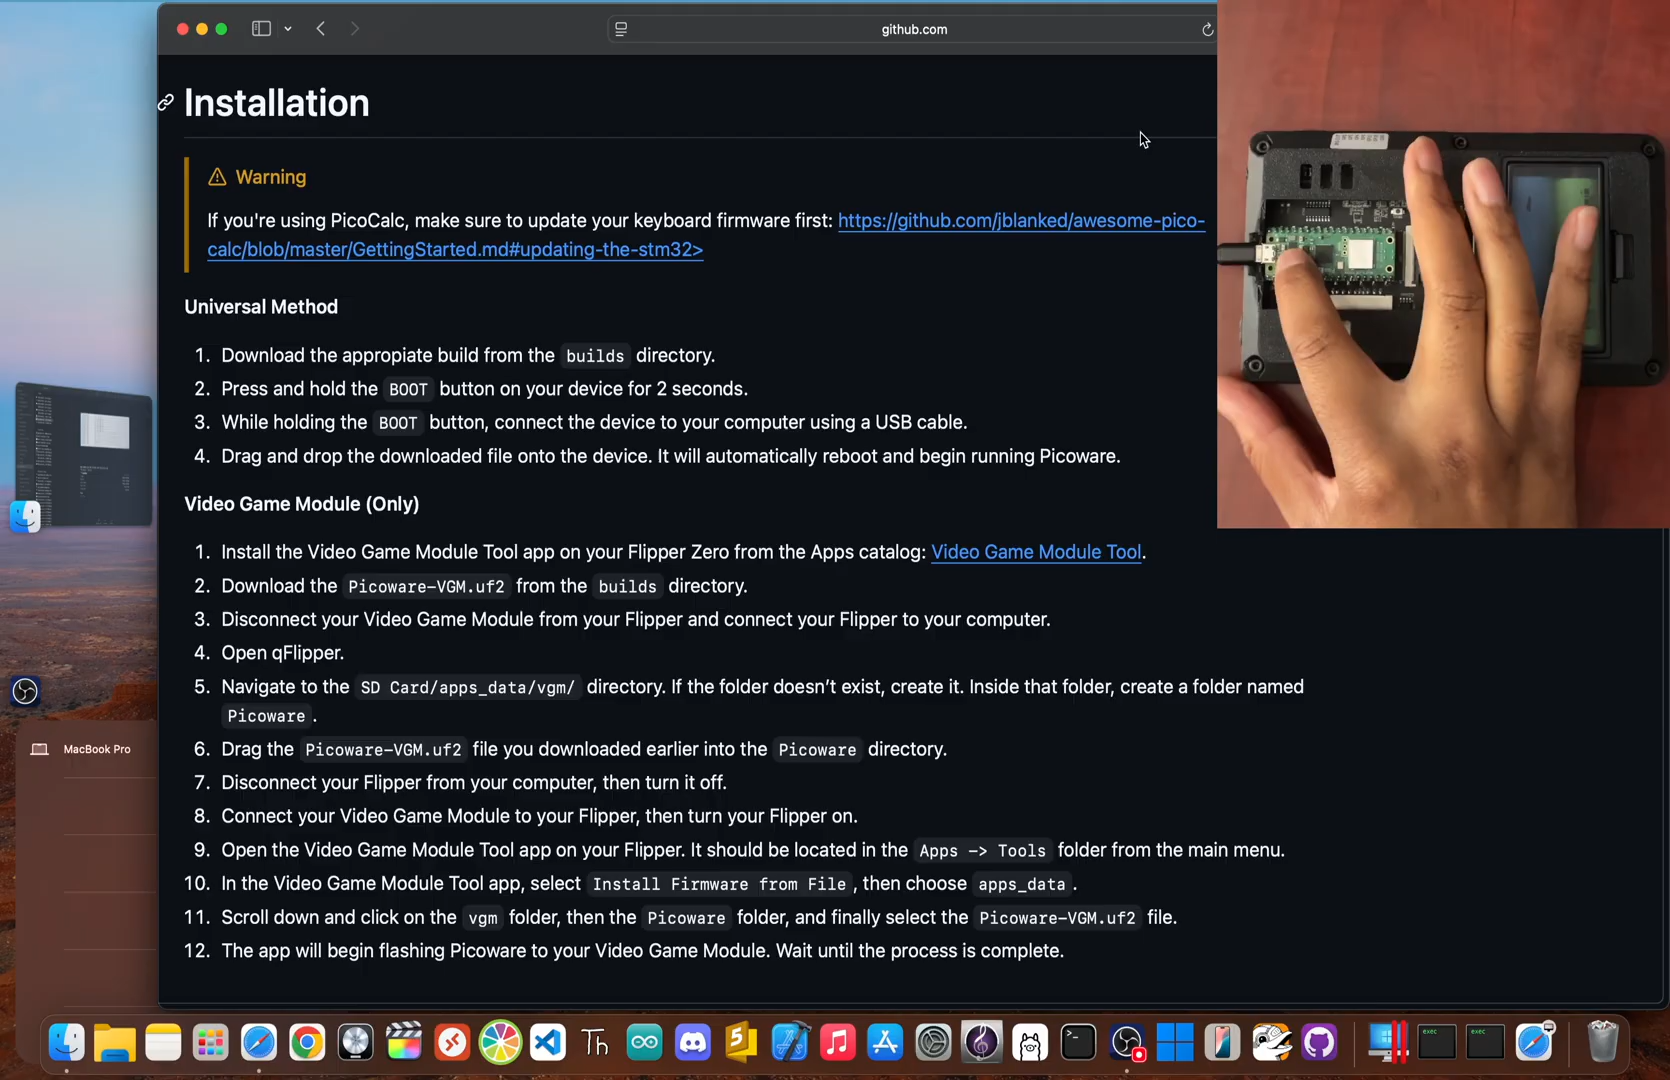 github.com
Installation
Warning
If you're using PicoCalc, make sure to update your keyboard firmware first: https://github.com/jblanked/awesome-pico-
calc/blob/master/GettingStarted.md#updating-the-stm32>
Universal Method
1. Download the appropiate build from the builds directory.
2. Press and hold the BOOT button on your device for 2 seconds.
3. While holding the BOOT button, connect the device to your computer using a USB cable.
4. Drag and drop the downloaded file onto the device. It will automatically reboot and begin running Picoware.
Video Game Module (Only)
1. Install the Video Game Module Tool app on your Flipper Zero from the Apps catalog: Video Game Module Tool.
2. Download the Picoware-VGM.uf2 from the builds directory.
3. Disconnect your Video Game Module from your Flipper and connect your Flipper to your computer.
4. Open qFlipper.
5. Navigate to the SD Card/apps_data/vgm/ directory. If the folder doesn’t exist, create it. Inside that folder, create a folder named
Picoware.
6. Drag the Picoware-VGM.uf2 file you downloaded earlier into the Picoware directory.
MacBook Pro
7. Disconnect your Flipper from your computer, then turn it off.
8. Connect your Video Game Module to your Flipper, then turn your Flipper on.
9. Open the Video Game Module Tool app on your Flipper. It should be located in the Apps -> Tools folder from the main menu.
10. In the Video Game Module Tool app, select Install Firmware from File, then choose apps_data.
11. Scroll down and click on the vgm folder, then the Picoware folder, and finally select the Picoware-VGM.uf2 file.
12. The app will begin flashing Picoware to your Video Game Module. Wait until the process is complete.
Th
exec
exec